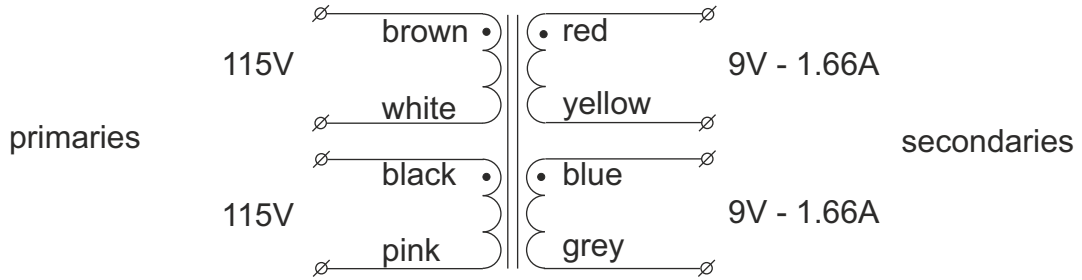 brown
red
115V
9V - 1.66A
white
yellow
primaries
secondaries
black
blue
115V
9V - 1.66A
pink
grey